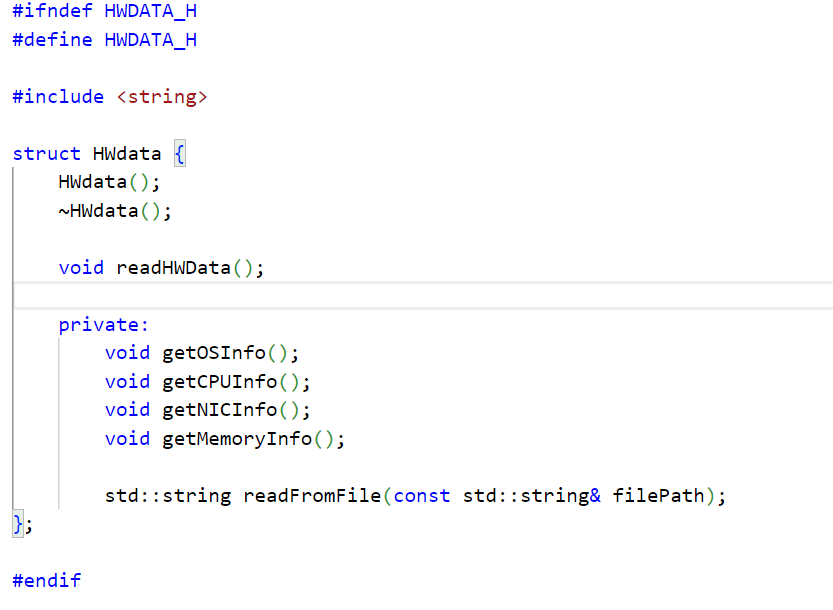 #ifndef HWDATA_H
#define HWDATA_H
#include <string>
struct HWdata {
HWdata();
~HWdata();
void readHWData();
private:
void getOSInfo();
void getCPUInfo();
void getNICInfo();
void getMemoryInfo();
std::string readFromFile(const std::string& filePath);
};
#endif